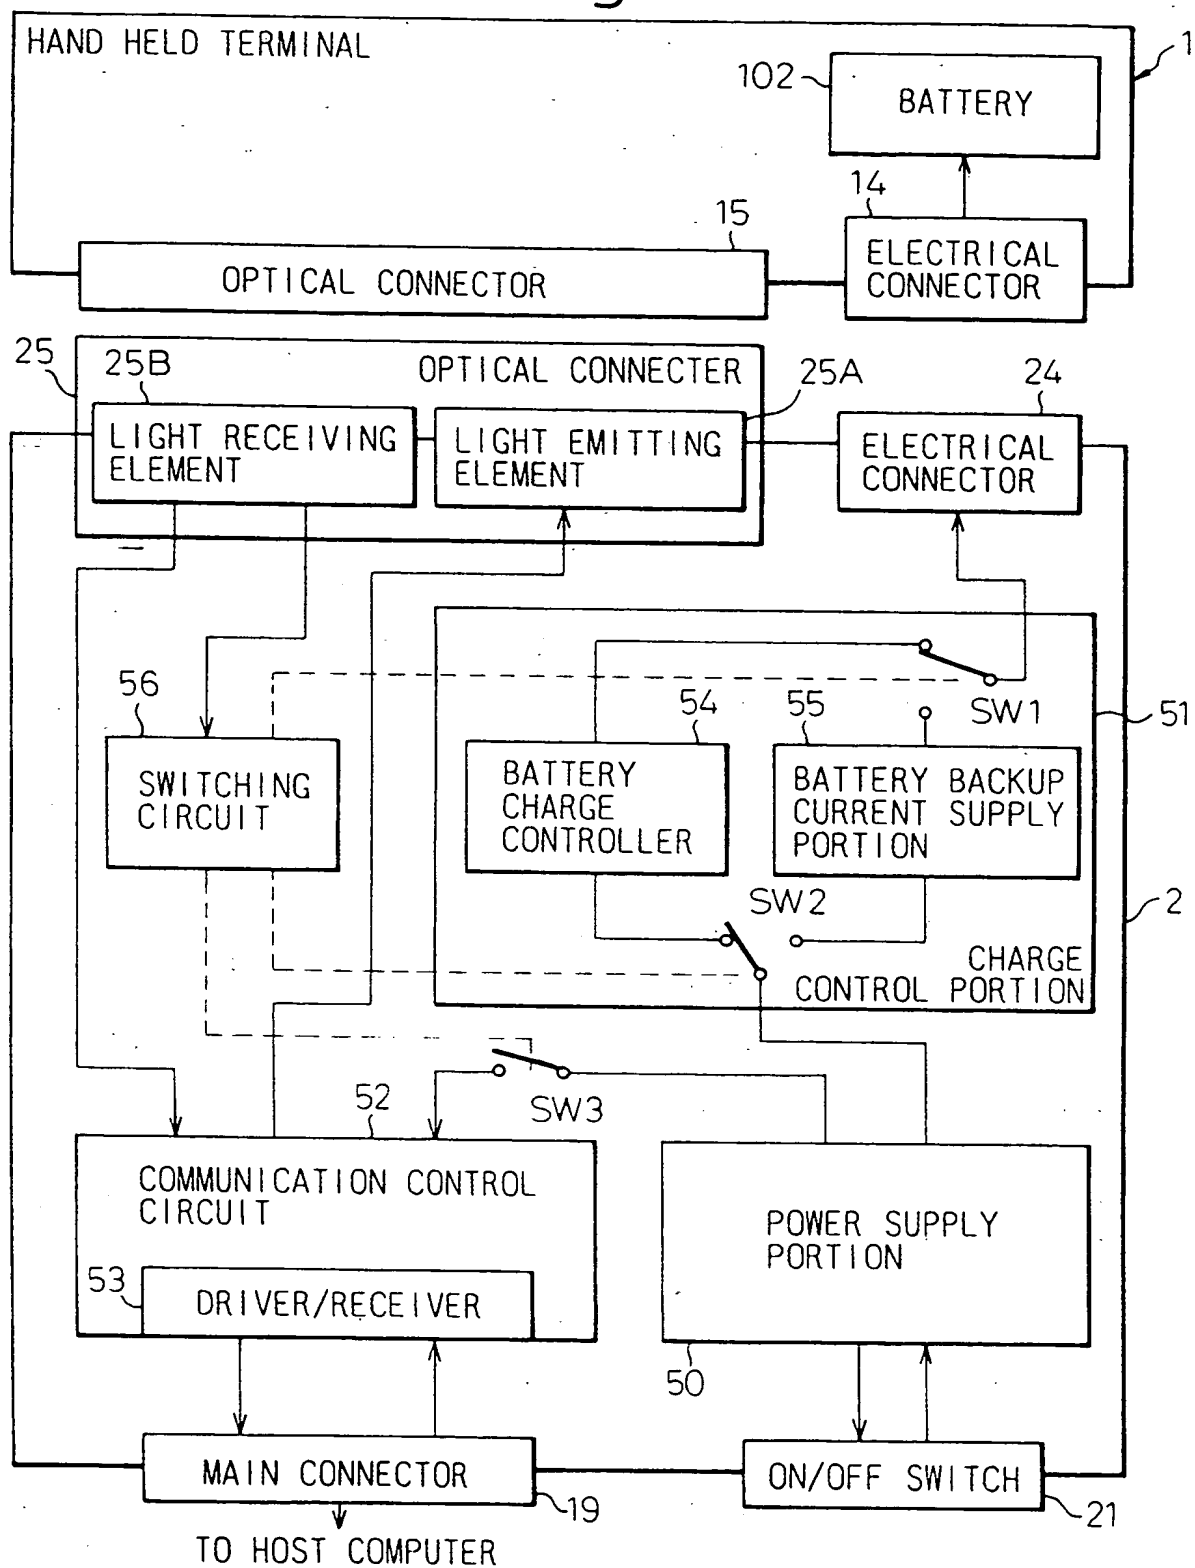 HAND HELD TERMINAL
1
102
BATTERY
14
15
ELECTRICAL
CONNECTOR
OPTICAL CONNECTOR
25
25B
OPTICAL CONNECTER
25A
24
LIGHT RECEIVING
ELEMENT
LIGHT EMITTING
ELEMENT
ELECTRICAL
CONNECTOR
56
54
55
SW1
51
SWITCHING
CIRCUIT
BATTERY
CHARGE
CONTROLLER
BATTERY BACKUP
CURRENT SUPPLY
PORTION
SW2
2
CHARGE
CONTROL PORTION
52
SW3
COMMUNICATION CONTROL
CIRCUIT
POWER SUPPLY
PORTION
53
DRIVER/RECEIVER
50
MAIN CONNECTOR
ON/OFF SWITCH
19
21
TO HOST COMPUTER